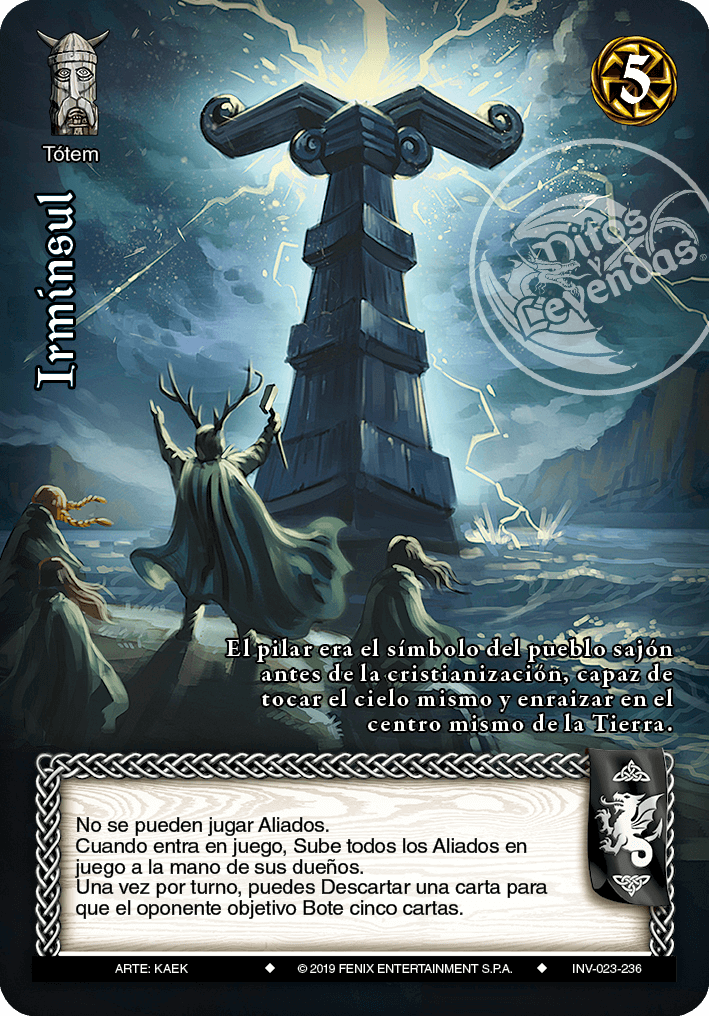 5
Tótem
Irminsul
Mitos
y
Leyendas®
El pilar era el símbolo del pueblo sajón
antes de la cristianización, capaz de
tocar el cielo mismo y enraizar en el
centro mismo de la Tierra.
No se pueden jugar Aliados.
Cuando entra en juego, Sube todos los Aliados en
juego a la mano de sus dueños.
Una vez por turno, puedes Descartar una carta para
que el oponente objetivo Bote cinco cartas.
ARTE: KAEK ◆ © 2019 FENIX ENTERTAINMENT S.P.A. ◆ INV-023-236